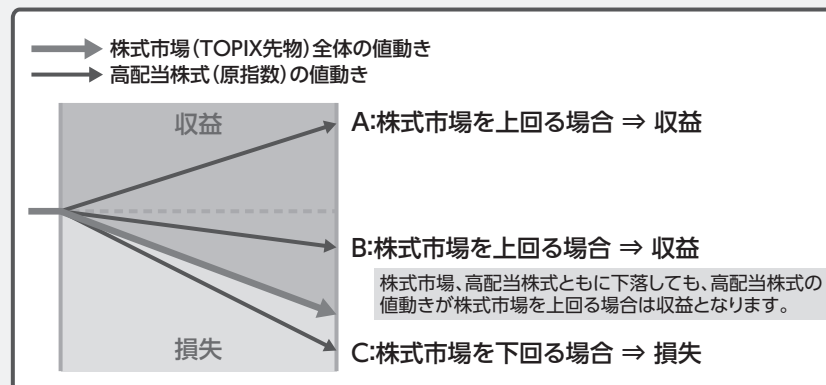 株式市場(TOPIX先物)全体の値動き
高配当株式(原指数)の値動き
収益
A:株式市場を上回る場合 ⇒ 収益
B:株式市場を上回る場合 ⇒ 収益
株式市場、高配当株式ともに下落しても、高配当株式の
値動きが株式市場を上回る場合は収益となります。
損失
C:株式市場を下回る場合 ⇒ 損失